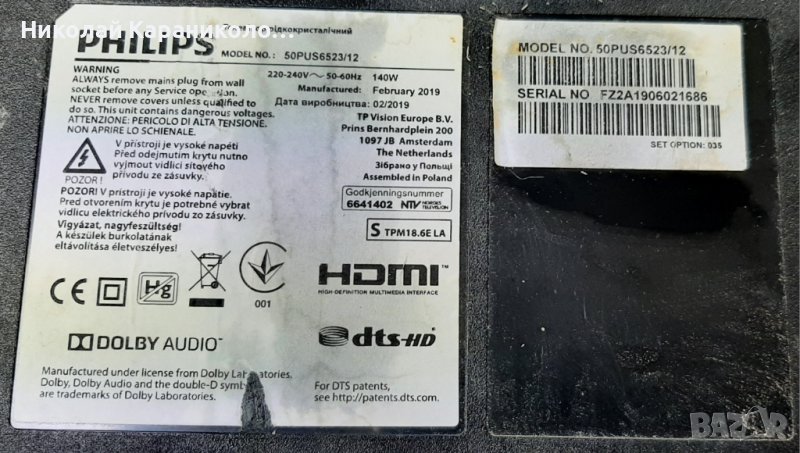 Николай Караниколо...
рідкокристалічний
PHILIPS MODEL NO.: 50PUS6523/12
WARNING
ALWAYS remove mains plug from wall
socket before any Service
NEVER remove covers unless qualified to
do so. This unit contains dangerous voltages.
ATTENZIONE: PERICOLO DI ALTA TENSIONE,
NON APRIRE LO SCHIENALE!
220-240V ~ 50-60Hz 140W
Manufactured: February 2019
Дата виробництва: 02/2019
TP Vision Europe B.V.
Prins Bernhardplein 200
1097 JB Amsterdam
The Netherlands
Зібрано у Польщі
Assembled in Poland
POZOR!
V přístroji je vysoké napětí
Před odejmutím krytu nutno
vyjmout vidlici síťového
přívodu ze zásuvky.
POZOR! V prístroji je vysoké napätie.
Pred otvorením krytu je potrebné vybrat
vidlicu elektrického prívodu zo zásuvky.
Vigyázat, nagyfeszültség!
A készülek burkolatának
eltávolítása életveszélyes!
Godkjenningsnummer
6641402 NTV NORGES TELEVISJON
S TPM18.6E LA
CE Hg 001
HDMI™
HIGH-DEFINITION MULTIMEDIA INTERFACE
DOLBY AUDIO™
dts-HD
Manufactured under license from Dolby Laboratories.
Dolby, Dolby Audio and the double-D symbol
are trademarks of Dolby Laboratories.
For DTS patents,
see http://patents.dts.com.
MODEL NO. 50PUS6523/12
SERIAL NO FZ2A1906021686
SET OPTION: 035
BAZAR